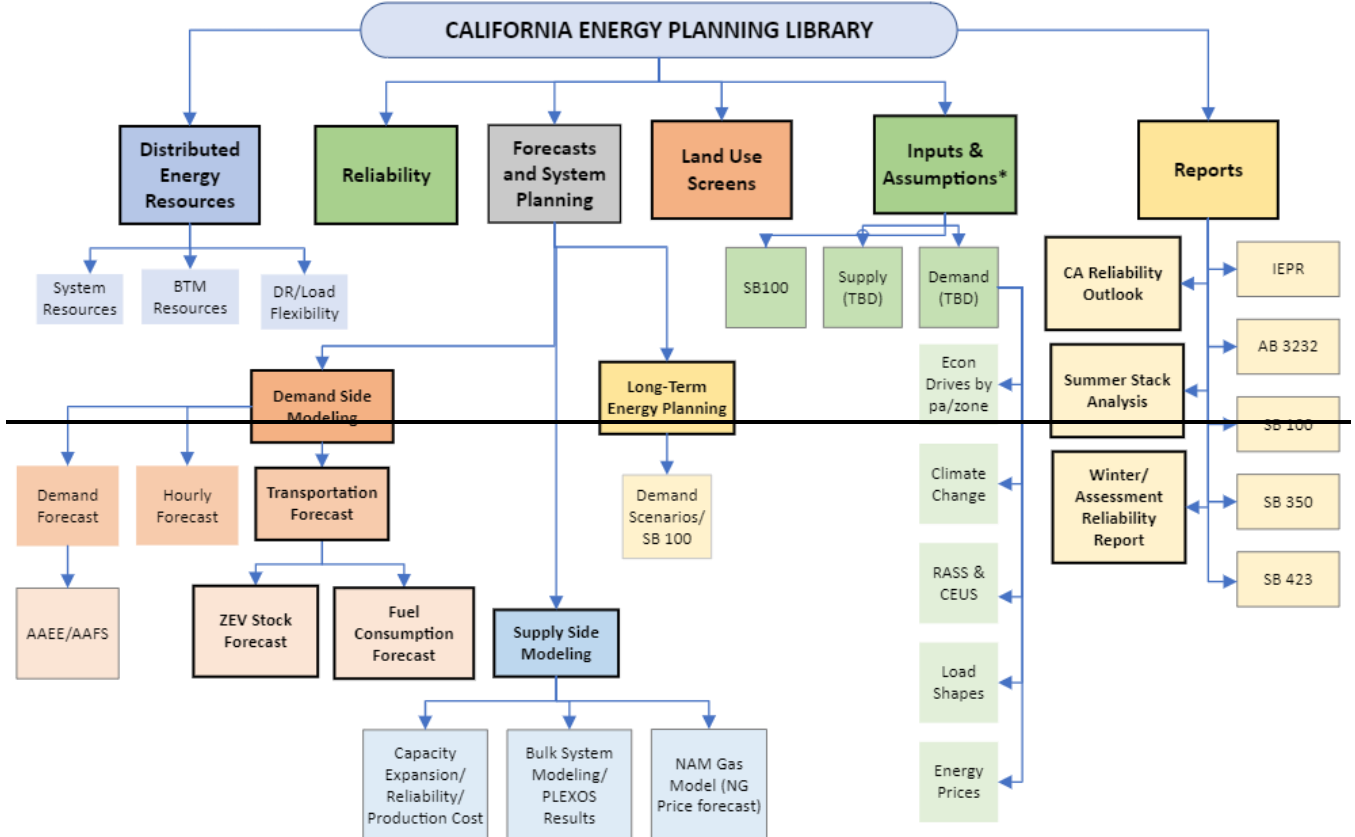 CALIFORNIA ENERGY PLANNING LIBRARY
Distributed
Energy
Resources
Reliability
Forecasts
and System
Planning
Land Use
Screens
Inputs &
Assumptions*
Reports
System
Resources
BTM
Resources
DR/Load
Flexibility
SB100
Supply
(TBD)
Demand
(TBD)
CA Reliability
Outlook
IEPR
AB 3232
Summer Stack
Analysis
SB 100
Winter/
Assessment
Reliability
Report
SB 350
SB 423
Econ
Drives by
pa/zone
Climate
Change
RASS &
CEUS
Load
Shapes
Energy
Prices
Demand Side
Modeling
Long-Term
Energy Planning
Demand
Forecast
Hourly
Forecast
Transportation
Forecast
Demand
Scenarios/
SB 100
AAEE/AAFS
ZEV Stock
Forecast
Fuel
Consumption
Forecast
Supply Side
Modeling
Capacity
Expansion/
Reliability/
Production Cost
Bulk System
Modeling/
PLEXOS
Results
NAM Gas
Model (NG
Price forecast)